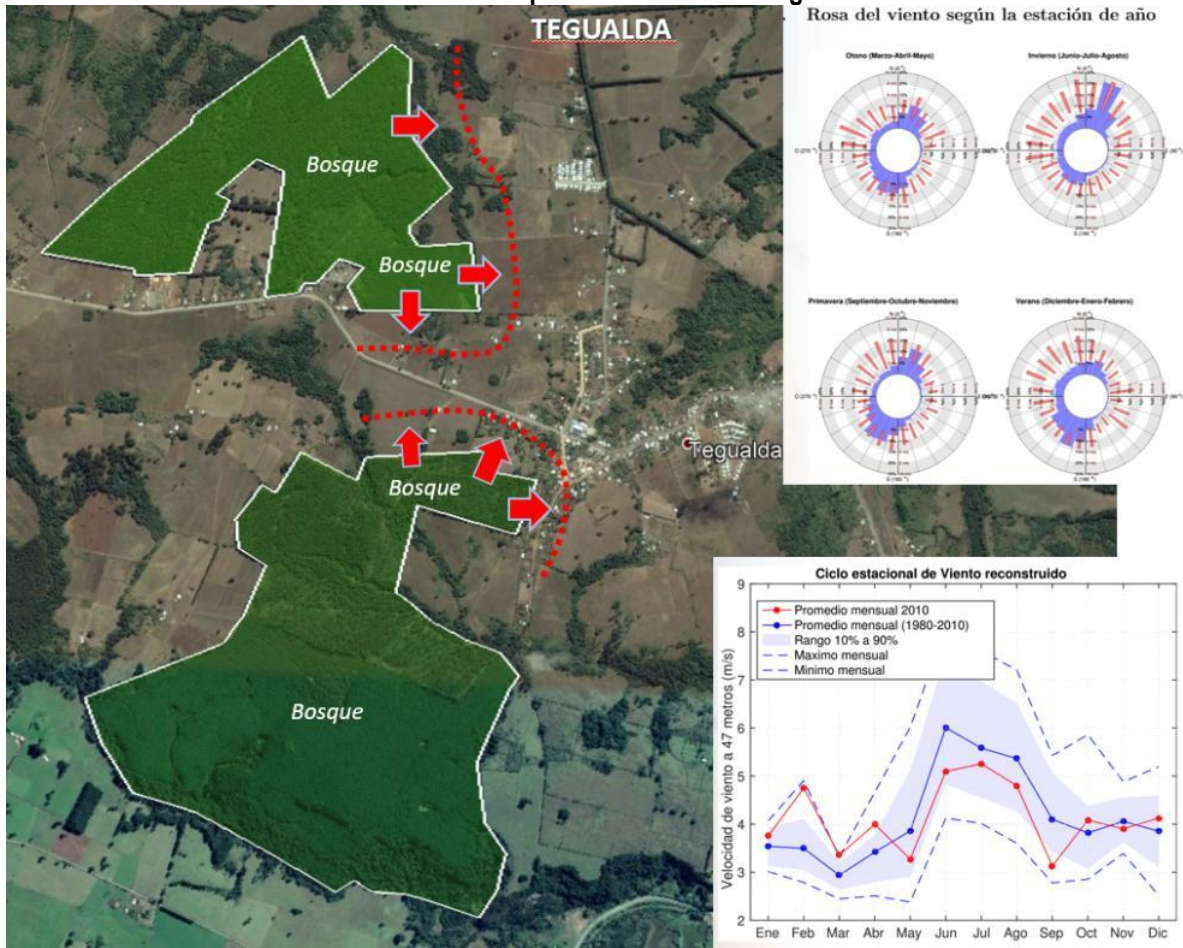 TEGUALDA
Bosque
Bosque
Bosque
Bosque
Tegualda
Rosa del viento según la estación de año
Otono (Marzo-Abril-Mayo)
Invierno (Junio-Julio-Agosto)
Primavera (Septiembre-Octubre-Noviembre)
Verano (Diciembre-Enero-Febrero)
Ciclo estacional de Viento reconstruido
Promedio mensual 2010
Promedio mensual (1980-2010)
Rango 10% a 90%
Maximo mensual
Minimo mensual
Velocidad de viento a 47 metros (m/s)
9
8
7
6
5
4
3
2
Ene Feb Mar Abr May Jun Jul Ago Sep Oct Nov Dic